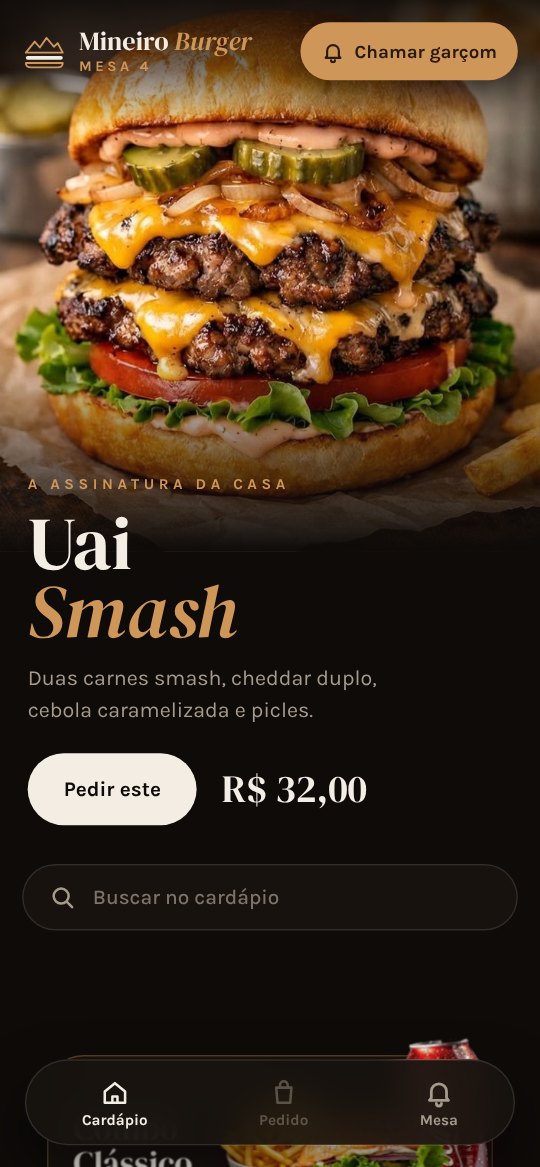 Mineiro Burger
MESA 4
Chamar garçom
A ASSINATURA DA CASA
Uai
Smash
Duas carnes smash, cheddar duplo,
cebola caramelizada e picles.
Pedir este
R$ 32,00
Buscar no cardápio
Cardápio
Pedido
Mesa
Clássico